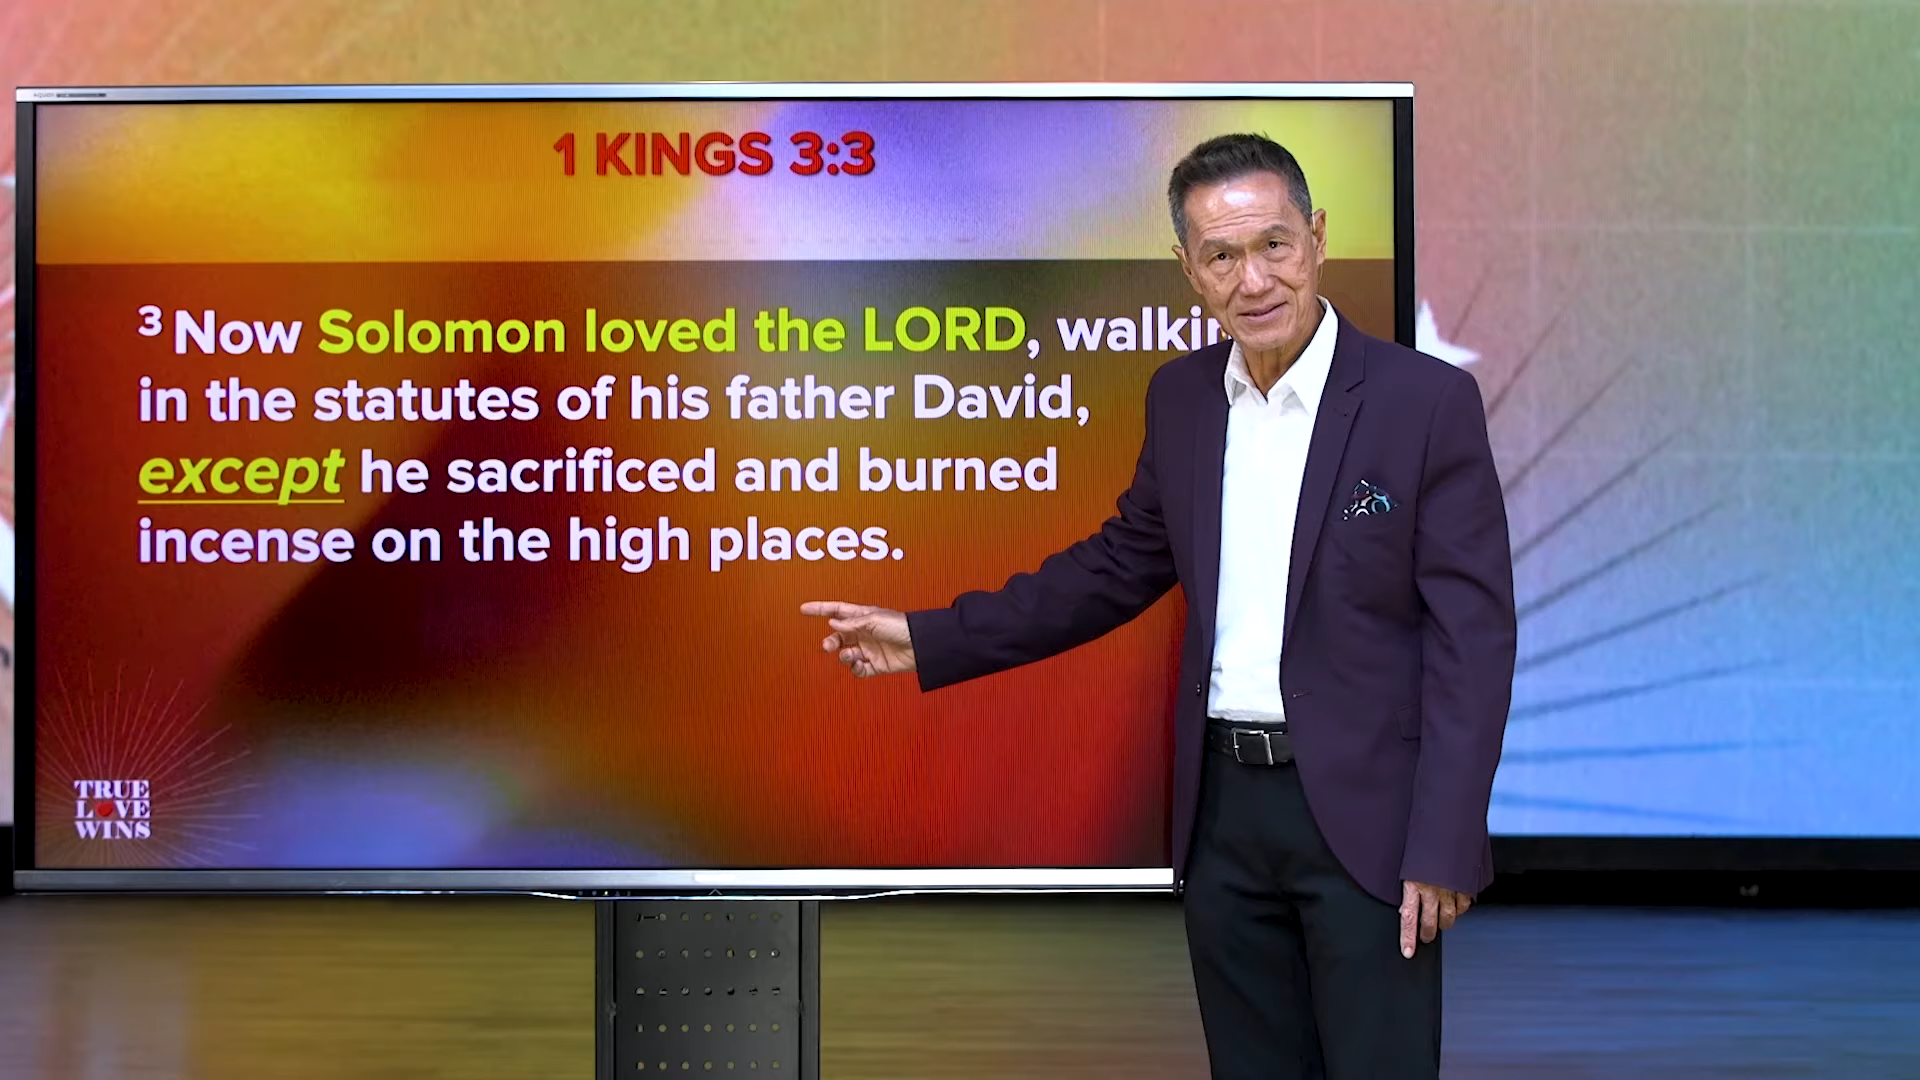 1 KINGS 3:3
3 Now Solomon loved the LORD, walkin
in the statutes of his father David,
except he sacrificed and burned
incense on the high places.
TRUE
LOVE
WINS